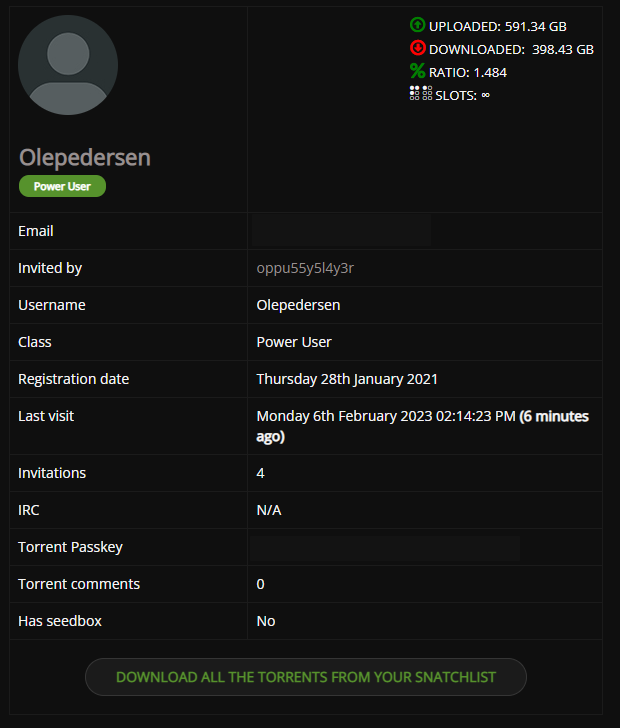 UPLOADED: 591.34 GB
DOWNLOADED: 398.43 GB
% RATIO: 1.484
SLOTS: ∞
Olepedersen
Power User
Email
Invited by oppu55y5l4y3r
Username Olepedersen
Class Power User
Registration date Thursday 28th January 2021
Last visit Monday 6th February 2023 02:14:23 PM (6 minutes
ago)
Invitations 4
IRC N/A
Torrent Passkey
Torrent comments 0
Has seedbox No
DOWNLOAD ALL THE TORRENTS FROM YOUR SNATCHLIST